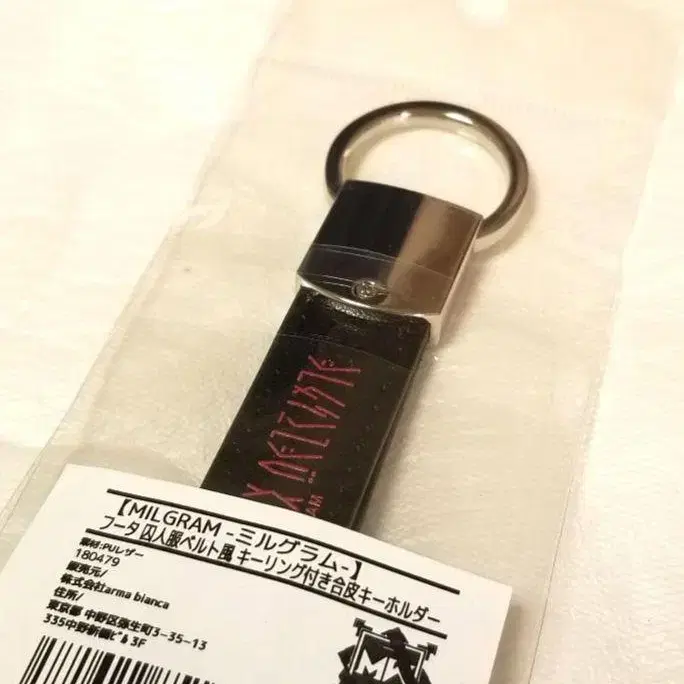 AM
【MILGRAM -ミルグラム-】
フータ 囚人服ベルト風 キーリング付き合皮キーホルダー
素材:PUレザー
180479
販売元/
株式会社arma bianca
住所/
東京都 中野区弥生町3-35-13
335中野新橋ﾋﾞﾙ 3F